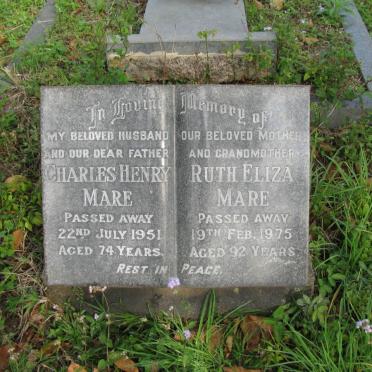 In Loving Memory of
MY BELOVED HUSBAND
AND OUR DEAR FATHER
CHARLES HENRY
MARE
PASSED AWAY
22ND JULY 1951
AGED 74 YEARS.
OUR BELOVED MOTHER
AND GRANDMOTHER
RUTH ELIZA
MARE
PASSED AWAY
19TH FEB. 1975
AGED 92 YEARS.
REST IN PEACE.